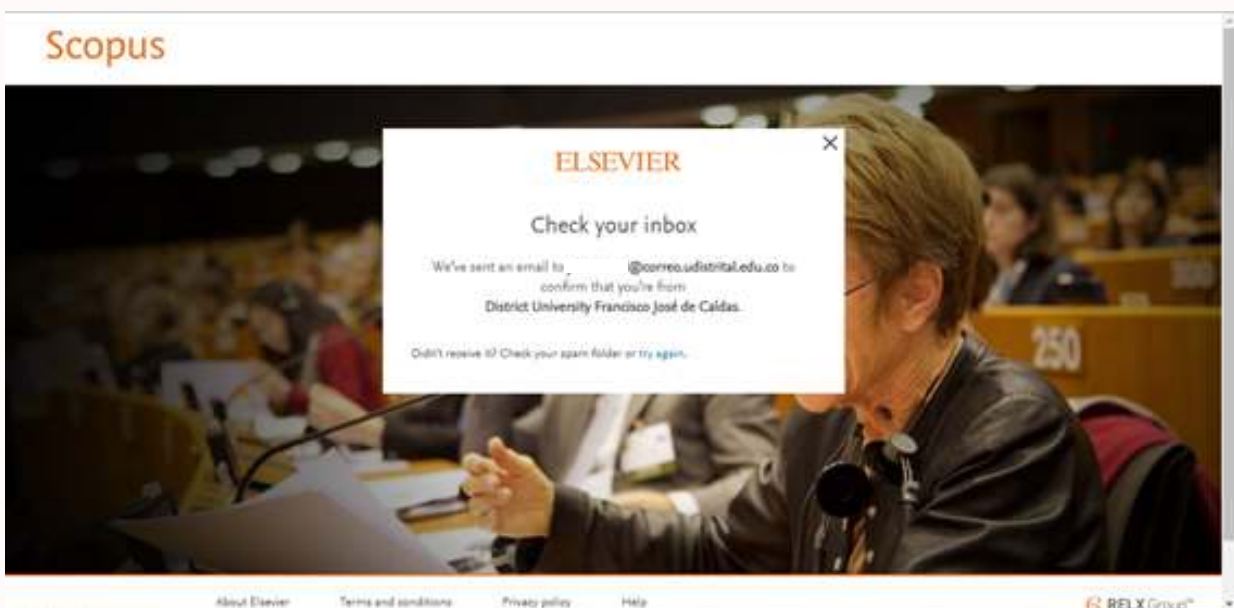 Scopus
ELSEVIER
Check your inbox
We've sent an email to @correo.udistrital.edu.co to
confirm that you're from
District University Francisco José de Caldas.
Didn't receive it? Check your spam folder or try again.
250
About Elsevier Terms and conditions Privacy policy Help
RELX Group™